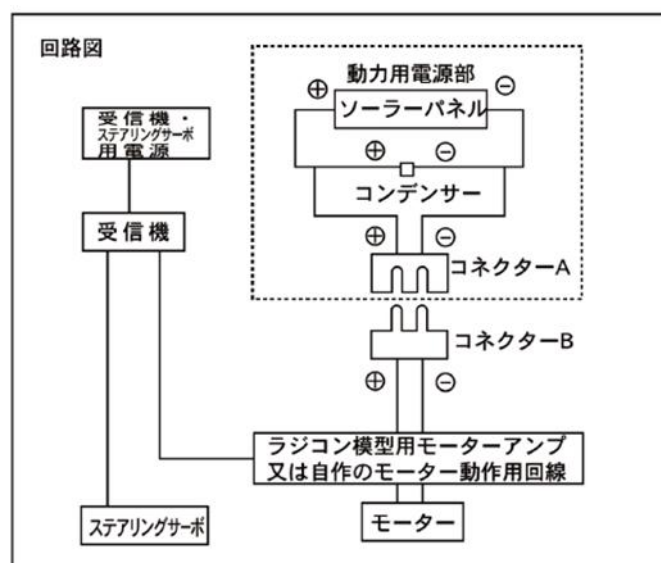 回路図
動力用電源部
⊕ ⊖
ソーラーパネル
受信機・
ステアリングサーボ
用電源
⊕ ⊖
コンデンサー
受信機
⊕ ⊖
コネクターA
コネクターB
⊕ ⊖
ラジコン模型用モーターアンプ
又は自作のモーター動作用回線
ステアリングサーボ
モーター